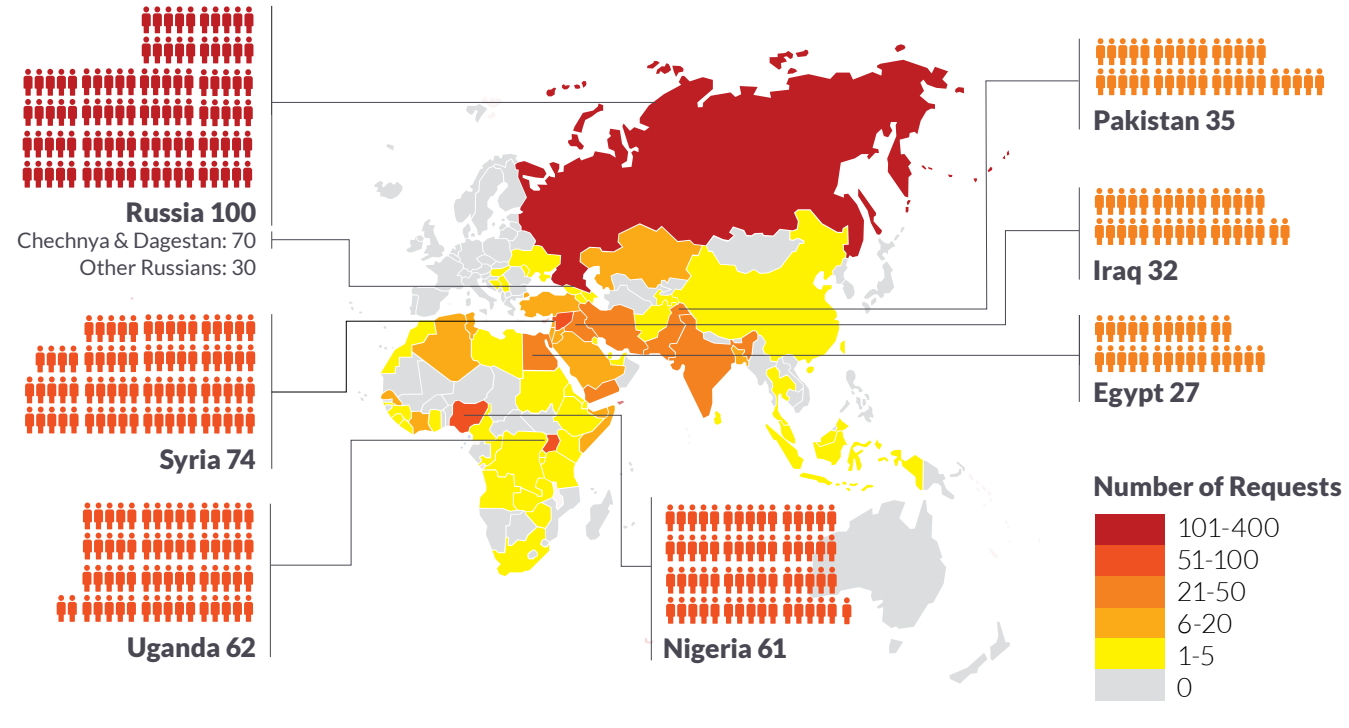 Russia 100
Chechnya & Dagestan: 70
Other Russians: 30
Syria 74
Uganda 62
Nigeria 61
Pakistan 35
Iraq 32
Egypt 27
Number of Requests
101-400
51-100
21-50
6-20
1-5
0